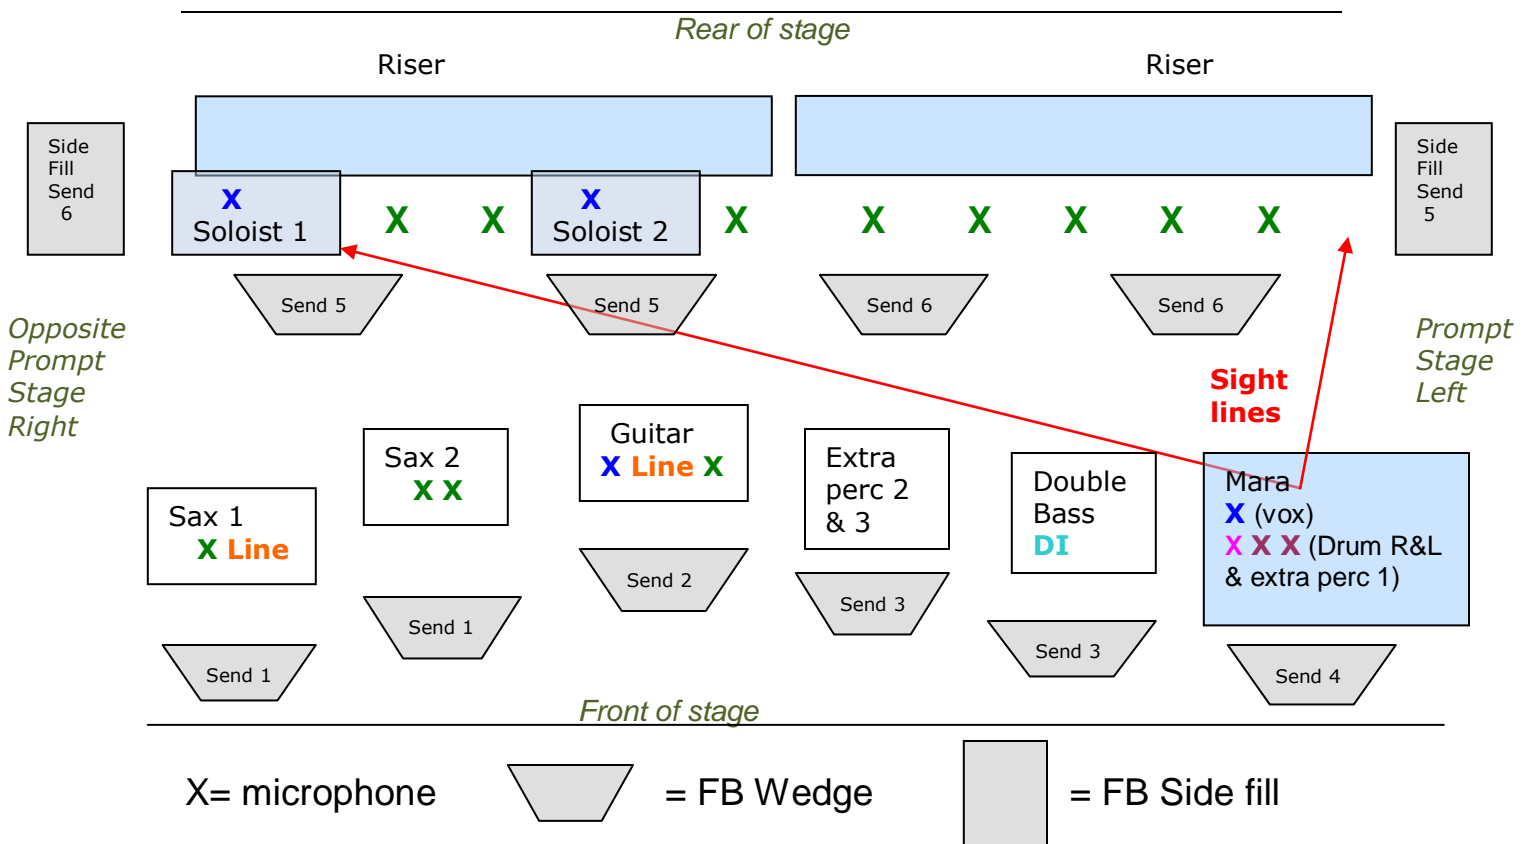 Rear of stage
Riser
Riser
Side
Fill
Send
6
X
Soloist 1
X
X
X
Soloist 2
X
X
X
X
X
X
Side
Fill
Send
5
Send 5
Send 5
Send 6
Send 6
Opposite
Prompt
Stage
Right
Prompt
Stage
Left
Sight
lines
Sax 1
X Line
Sax 2
X X
Guitar
X Line X
Extra
perc 2
& 3
Double
Bass
DI
Mara
X (vox)
X X X (Drum R&L
& extra perc 1)
Send 1
Send 1
Send 2
Send 3
Send 3
Send 4
Front of stage
X= microphone
= FB Wedge
= FB Side fill